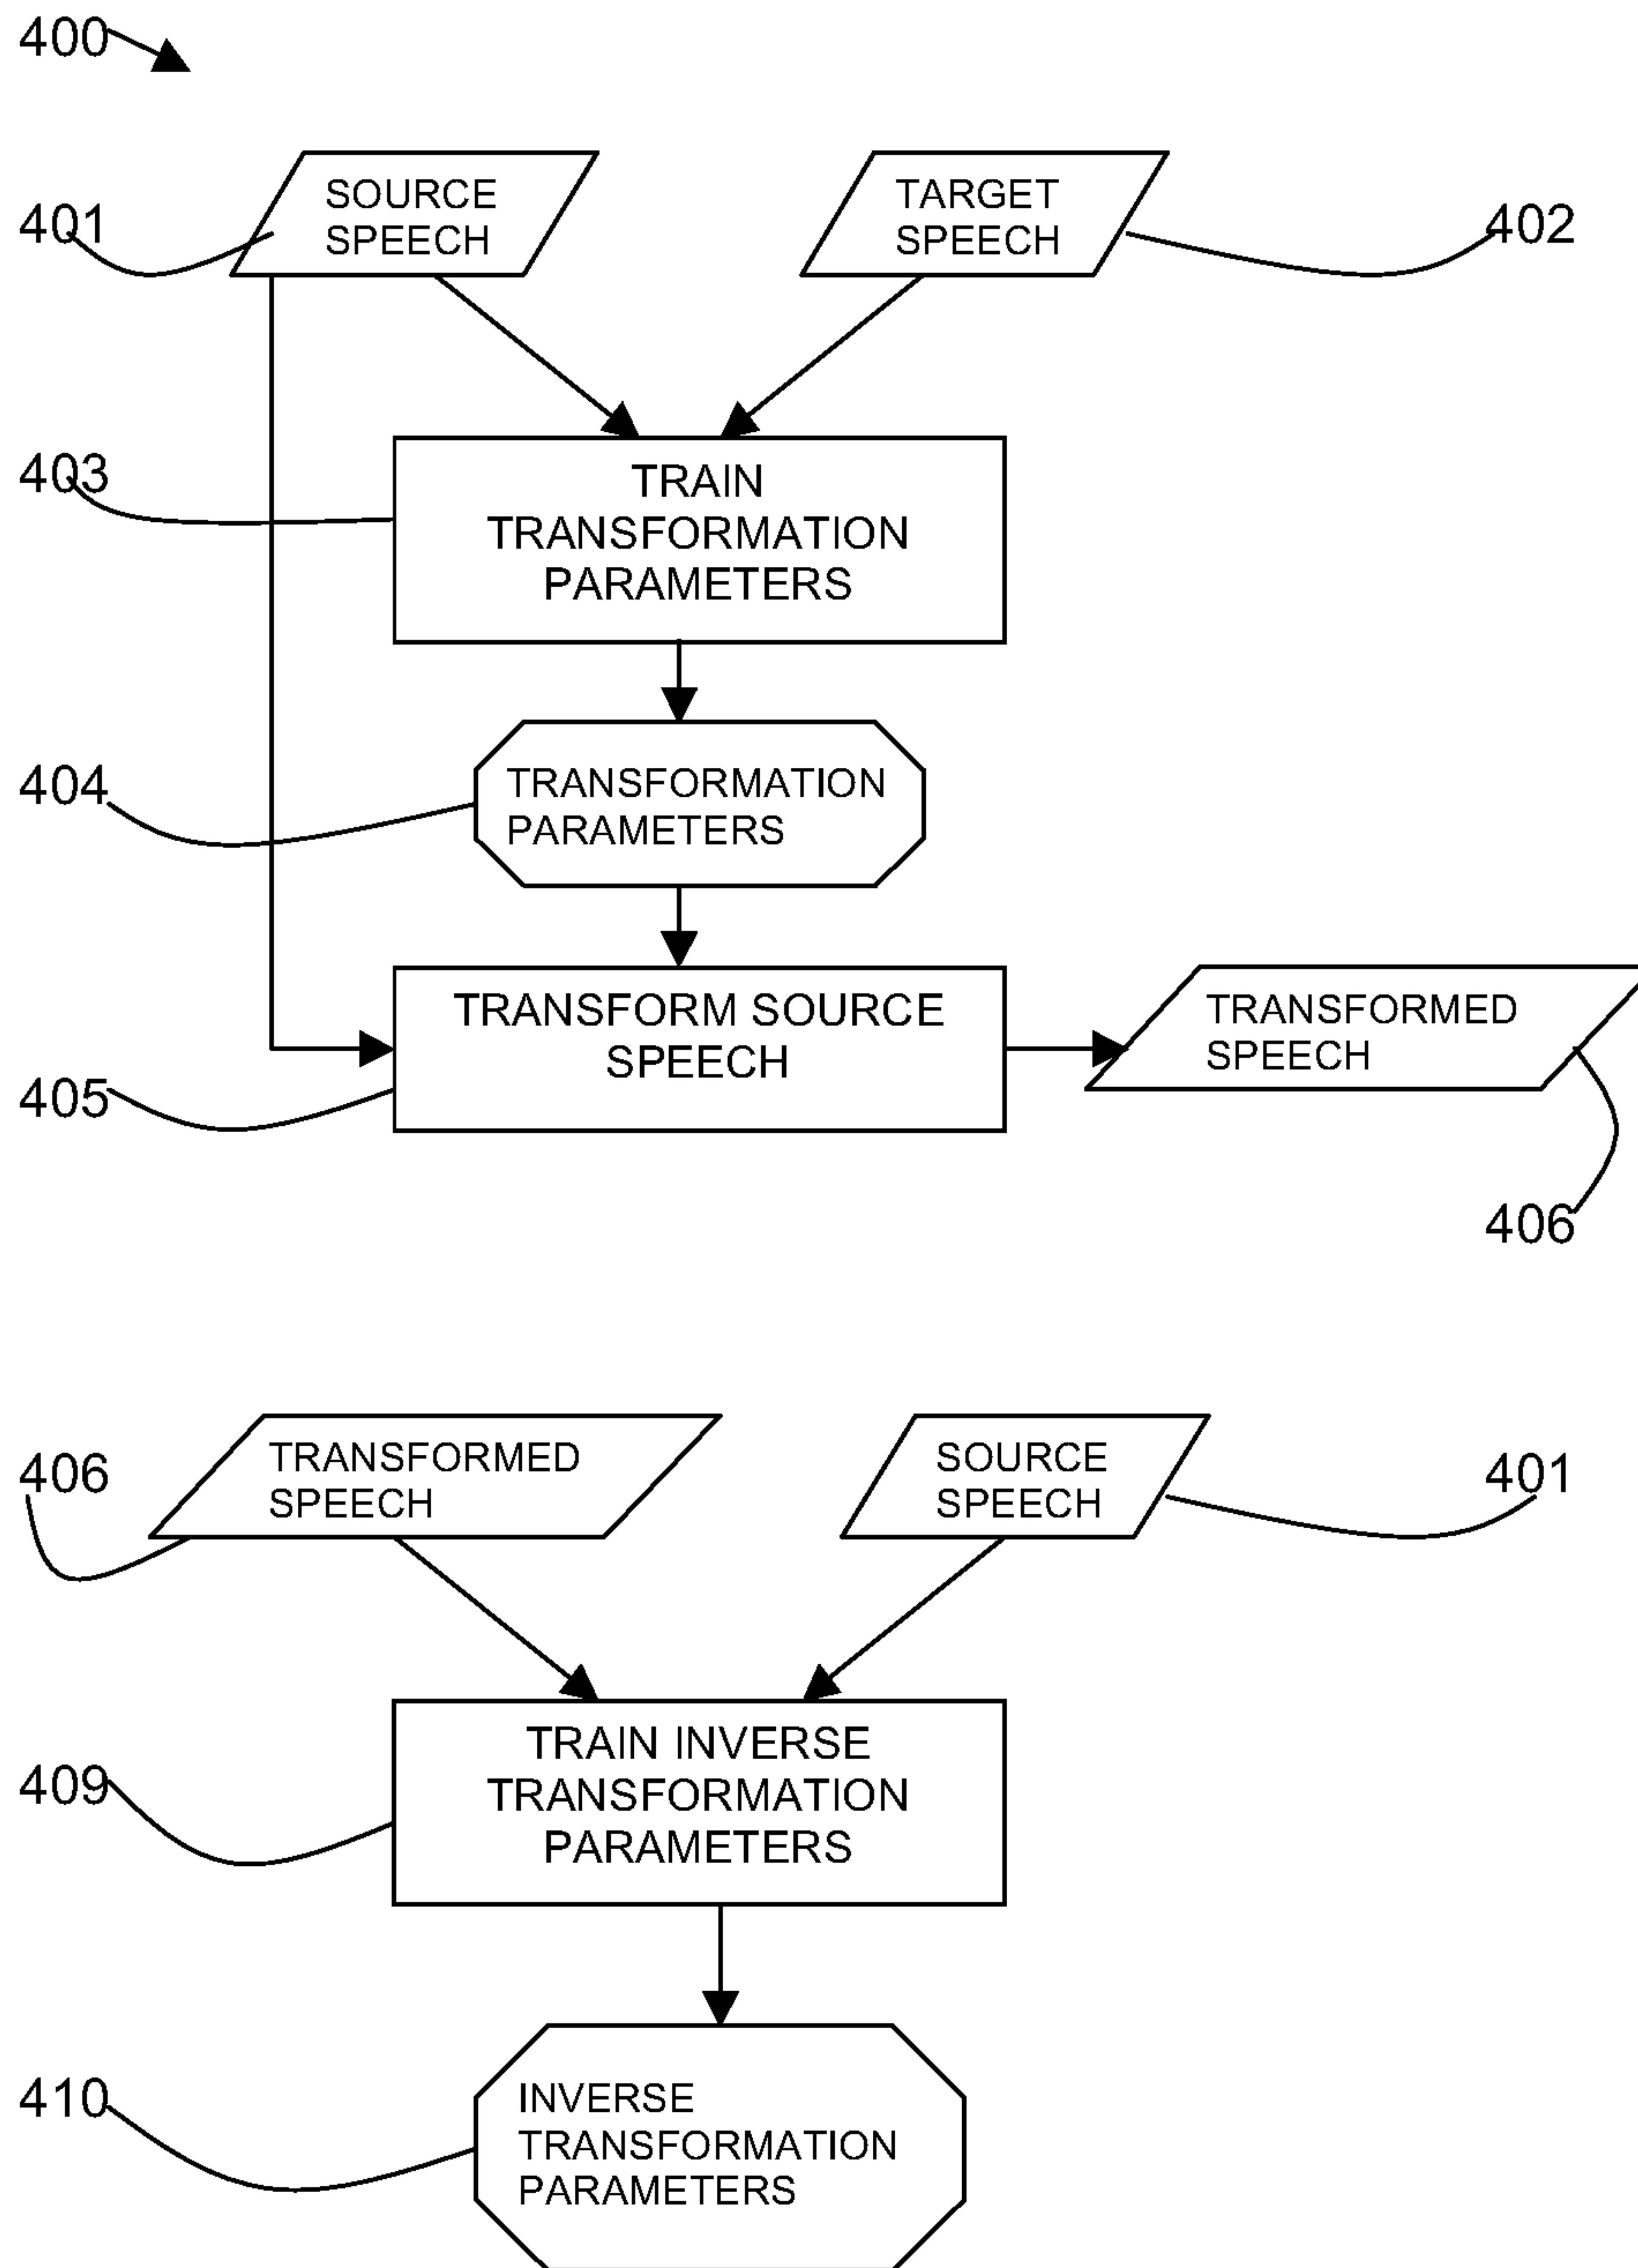 400
SOURCE
SPEECH
TARGET
SPEECH
401
402
TRAIN
TRANSFORMATION
PARAMETERS
403
TRANSFORMATION
PARAMETERS
404
TRANSFORM SOURCE
SPEECH
TRANSFORMED
SPEECH
405
406
TRANSFORMED
SPEECH
SOURCE
SPEECH
406
401
TRAIN INVERSE
TRANSFORMATION
PARAMETERS
409
INVERSE
TRANSFORMATION
PARAMETERS
410